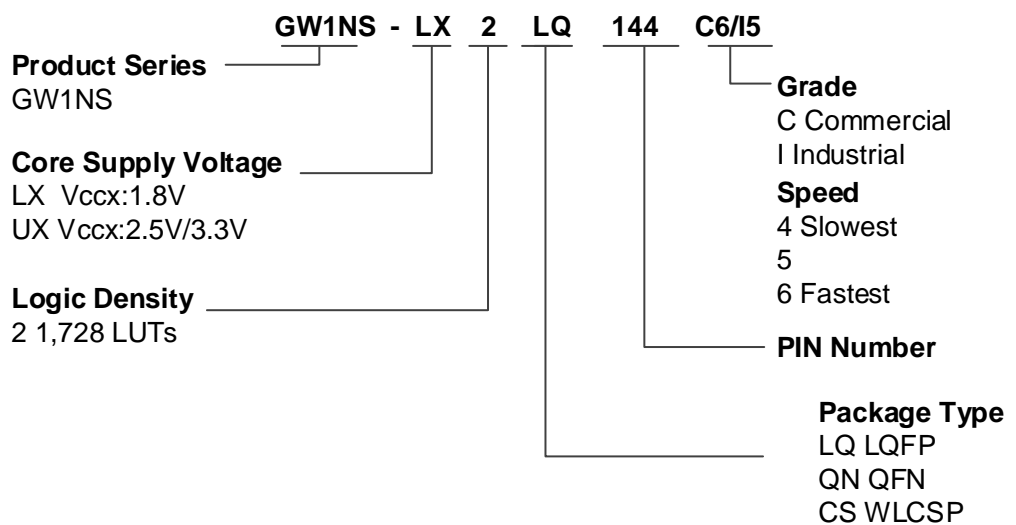 GW1NS - LX 2 LQ 144 C6/I5
Product Series
GW1NS
Core Supply Voltage
LX Vccx:1.8V
UX Vccx:2.5V/3.3V
Logic Density
2 1,728 LUTs
Grade
C Commercial
I Industrial
Speed
4 Slowest
5
6 Fastest
PIN Number
Package Type
LQ LQFP
QN QFN
CS WLCSP